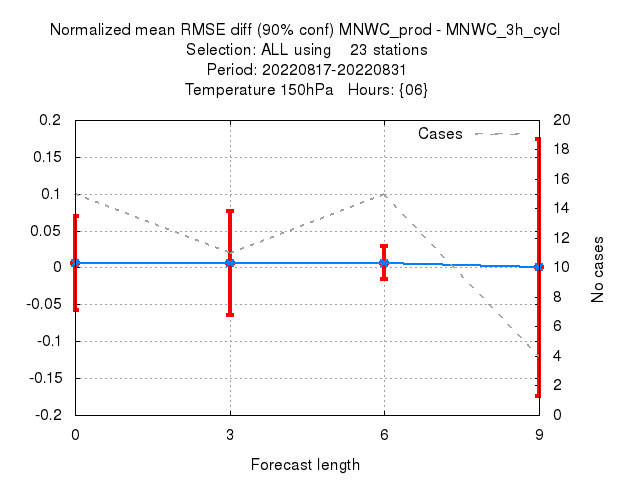 Normalized mean RMSE diff (90% conf) MNWC_prod - MNWC_3h_cycl
Selection: ALL using    23 stations
Period: 20220817-20220831
Temperature 150hPa   Hours: {06}
Cases
0.2
0.15
0.1
0.05
0
-0.05
-0.1
-0.15
-0.2
20
18
16
14
12
10
8
6
4
2
0
No cases
0 3 6 9
Forecast length